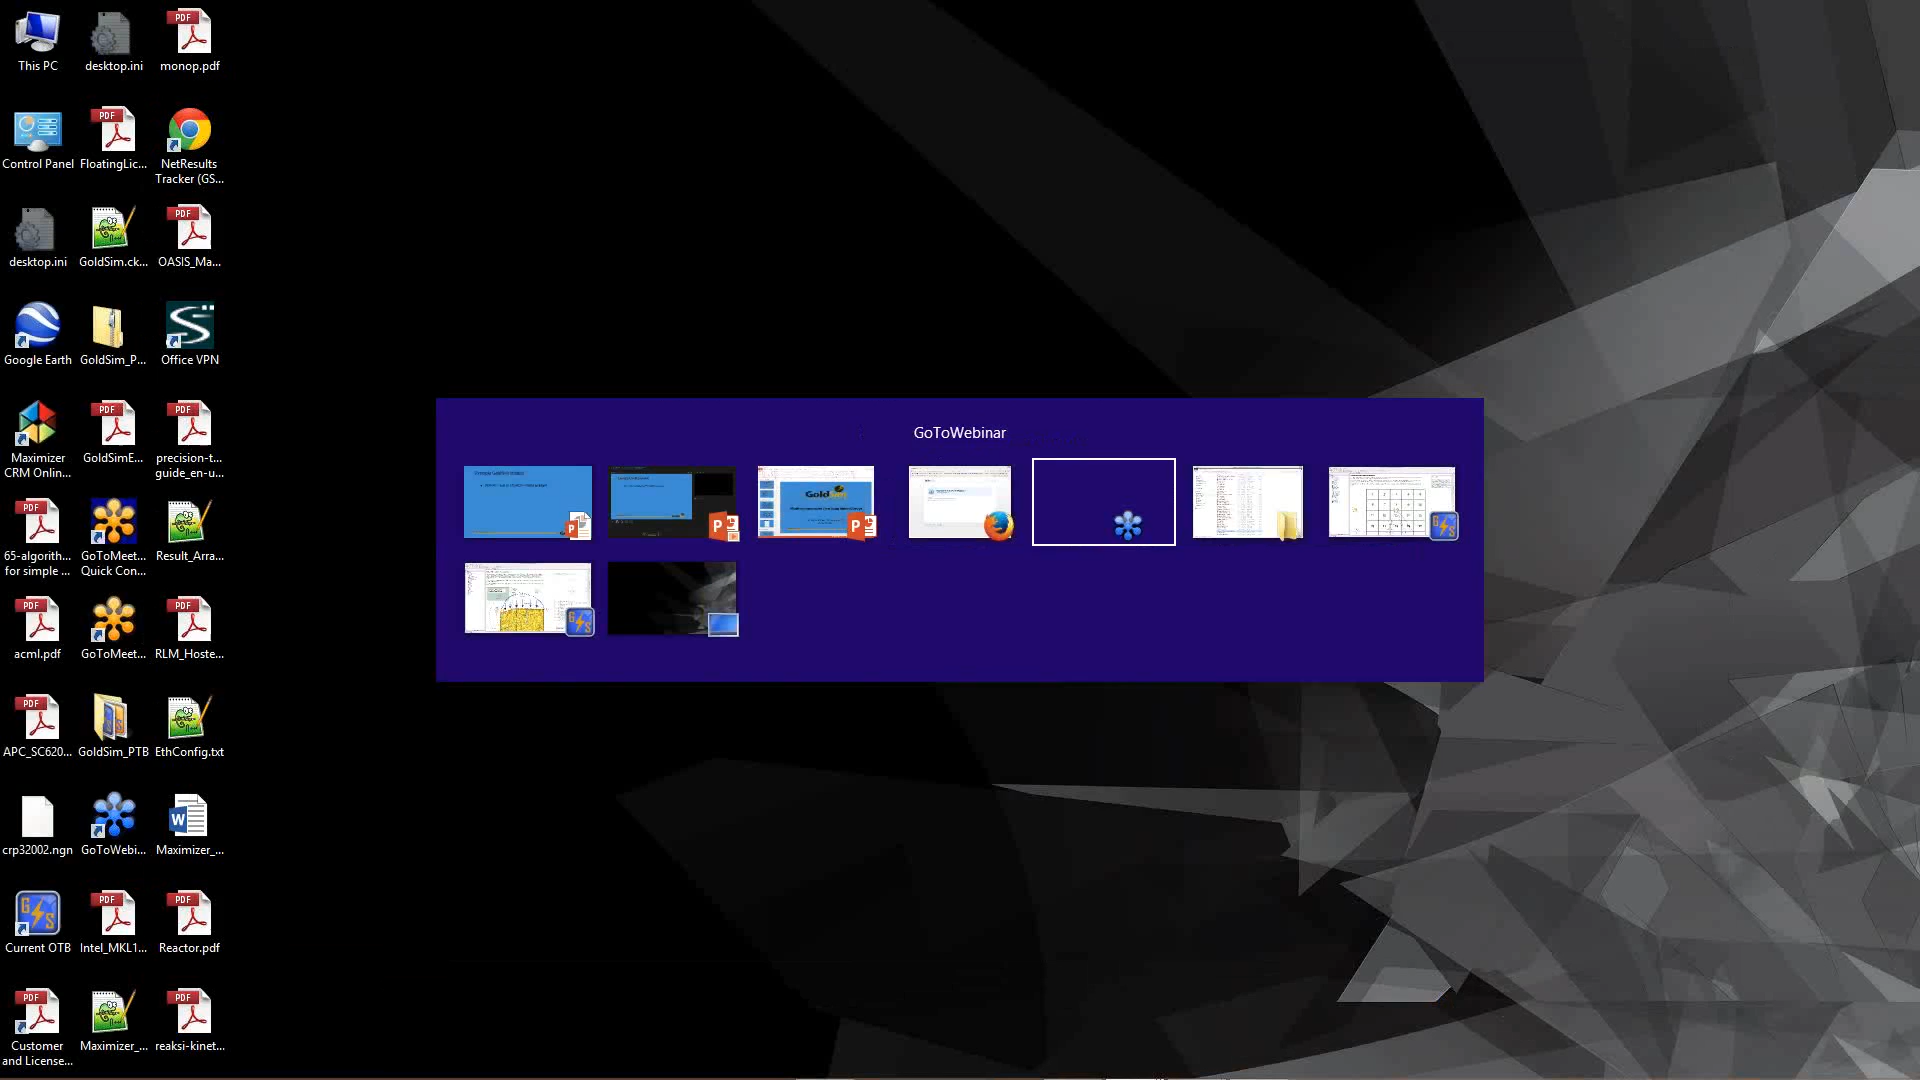 This PC
desktop.ini
monop.pdf
Control Panel
FloatingLic...
NetResults
Tracker (GS...
desktop.ini
GoldSim.ck...
OASIS_Ma...
Google Earth
GoldSim_P...
Office VPN
Maximizer
CRM Onlin...
GoldSimE...
precision-t...
guide_en-u...
65-algorith...
for simple ...
GoToMeet...
Quick Con...
Result_Arra...
acml.pdf
GoToMeet...
RLM_Hoste...
APC_SC620...
GoldSim_PTB
EthConfig.txt
crp32002.ngn
GoToWebi...
Maximizer_...
Current OTB
Intel_MKL1...
Reactor.pdf
Customer
and License...
Maximizer_...
reaksi-kinet...
GoToWebinar
GoldSim